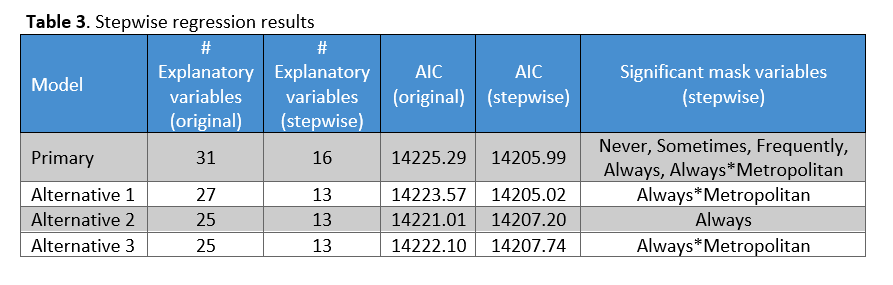 Table 3. Stepwise regression results
Model
# Explanatory variables (original)
# Explanatory variables (stepwise)
AIC (original)
AIC (stepwise)
Significant mask variables (stepwise)
Primary 31 16 14225.29 14205.99 Never, Sometimes, Frequently, Always, Always*Metropolitan
Alternative 1 27 13 14223.57 14205.02 Always*Metropolitan
Alternative 2 25 13 14221.01 14207.20 Always
Alternative 3 25 13 14222.10 14207.74 Always*Metropolitan